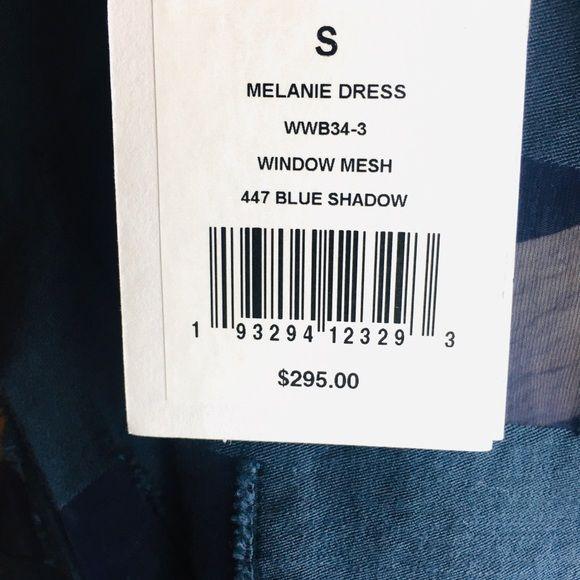 S
MELANIE DRESS
WWB34-3
WINDOW MESH
447 BLUE SHADOW
1 93294 12329 3
$295.00